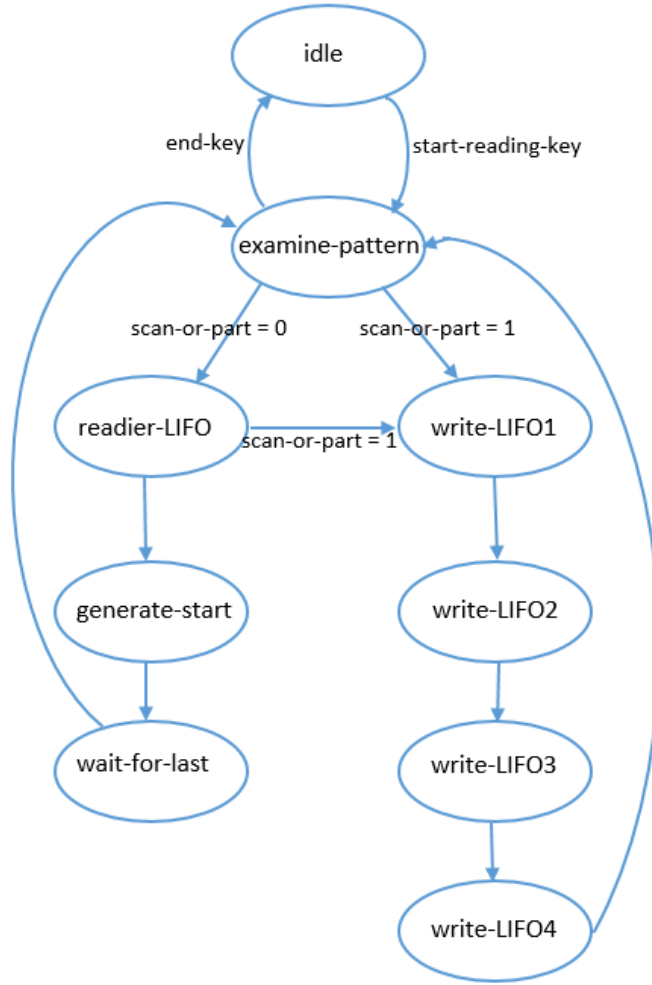 idle
end-key
start-reading-key
examine-pattern
scan-or-part = 0
scan-or-part = 1
readier-LIFO
scan-or-part = 1
write-LIFO1
generate-start
write-LIFO2
wait-for-last
write-LIFO3
write-LIFO4